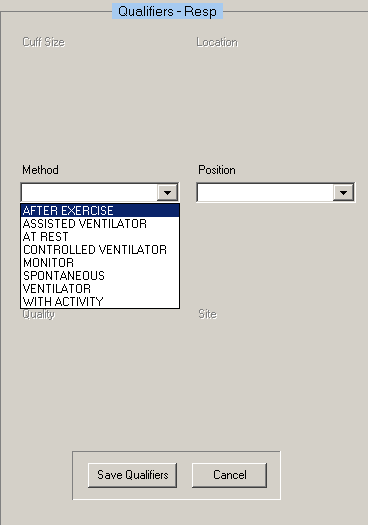 Qualifiers - Resp
Cuff Size
Location
Method
Position
AFTER EXERCISE
ASSISTED VENTILATOR
AT REST
CONTROLLED VENTILATOR
MONITOR
SPONTANEOUS
VENTILATOR
WITH ACTIVITY
Quality
Site
Save Qualifiers
Cancel